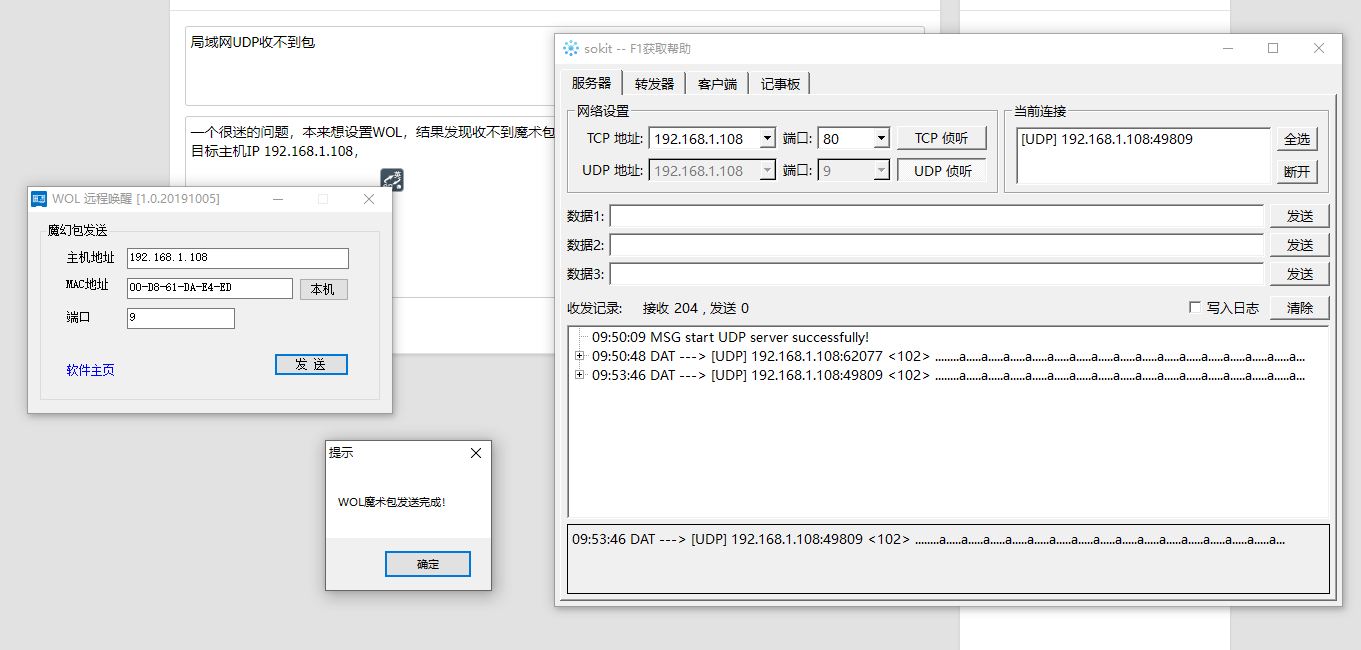 局域网UDP收不到包
一个很迷的问题，本来想设置WOL，结果发现收不到魔术包
目标主机IP 192.168.1.108，
英
WOL 远程唤醒 [1.0.20191005]
魔幻包发送
主机地址 192.168.1.108
MAC地址 00-D8-61-DA-E4-ED 本机
端口 9
软件主页 发 送
提示
WOL魔术包发送完成!
确定
sokit -- F1获取帮助
服务器 转发器 客户端 记事板
网络设置
TCP 地址: 192.168.1.108 端口: 80 TCP 侦听
UDP 地址: 192.168.1.108 端口: 9 UDP 侦听
当前连接
[UDP] 192.168.1.108:49809
全选
断开
数据1: 发送
数据2: 发送
数据3: 发送
收发记录: 接收 204 , 发送 0 写入日志 清除
09:50:09 MSG start UDP server successfully!
09:50:48 DAT ---> [UDP] 192.168.1.108:62077 <102> ........a.....a.....a.....a.....a.....a.....a.....a.....a.....a.....a.....a.....a.....a.....a.....a...
09:53:46 DAT ---> [UDP] 192.168.1.108:49809 <102> ........a.....a.....a.....a.....a.....a.....a.....a.....a.....a.....a.....a.....a.....a.....a.....a...
09:53:46 DAT ---> [UDP] 192.168.1.108:49809 <102> ........a.....a.....a.....a.....a.....a.....a.....a.....a.....a.....a.....a.....a.....a.....a.....a...